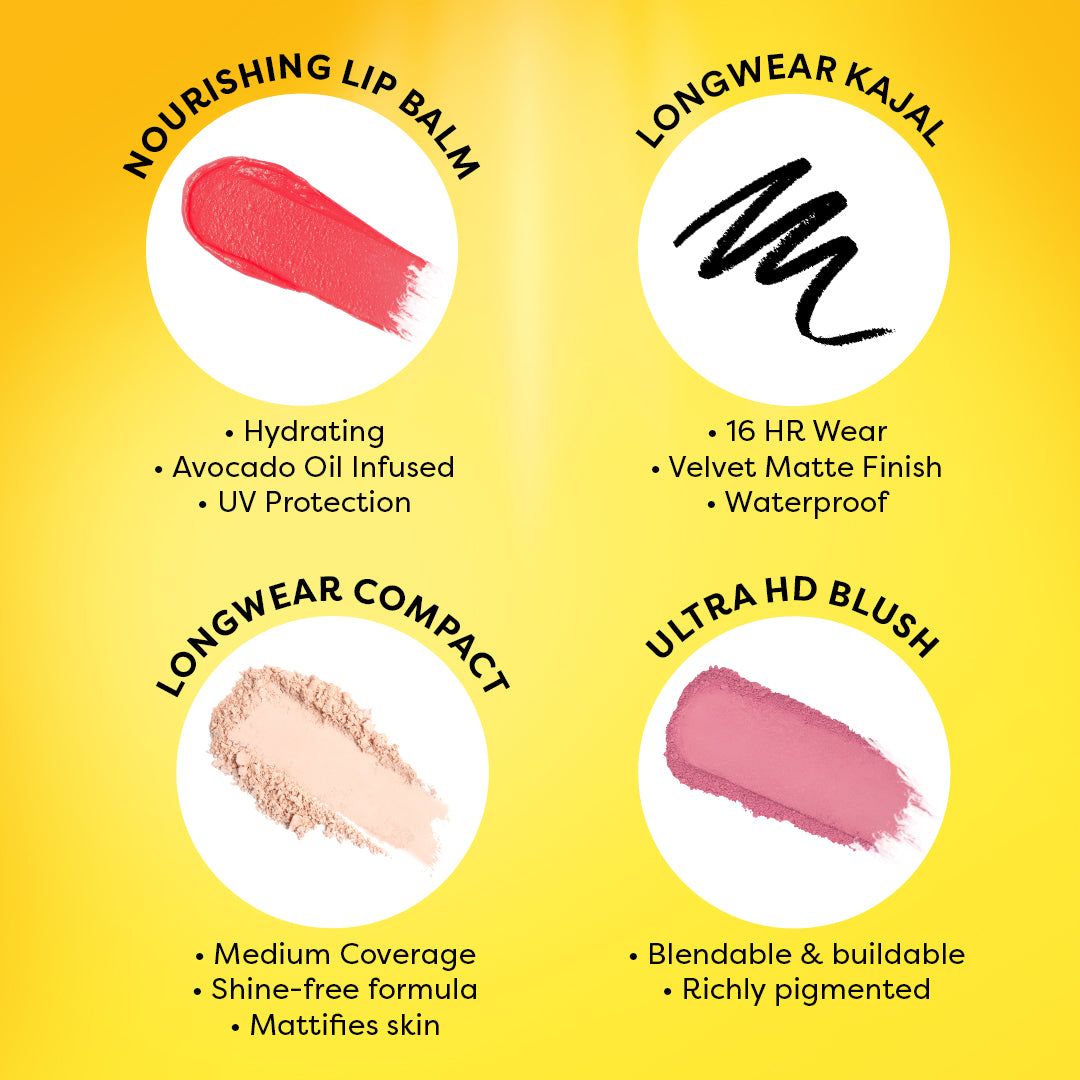 NOURISHING LIP BALM
• Hydrating
• Avocado Oil Infused
• UV Protection
LONGWEAR KAJAL
• 16 HR Wear
• Velvet Matte Finish
• Waterproof
LONGWEAR COMPACT
• Medium Coverage
• Shine-free formula
• Mattifies skin
ULTRA HD BLUSH
• Blendable & buildable
• Richly pigmented